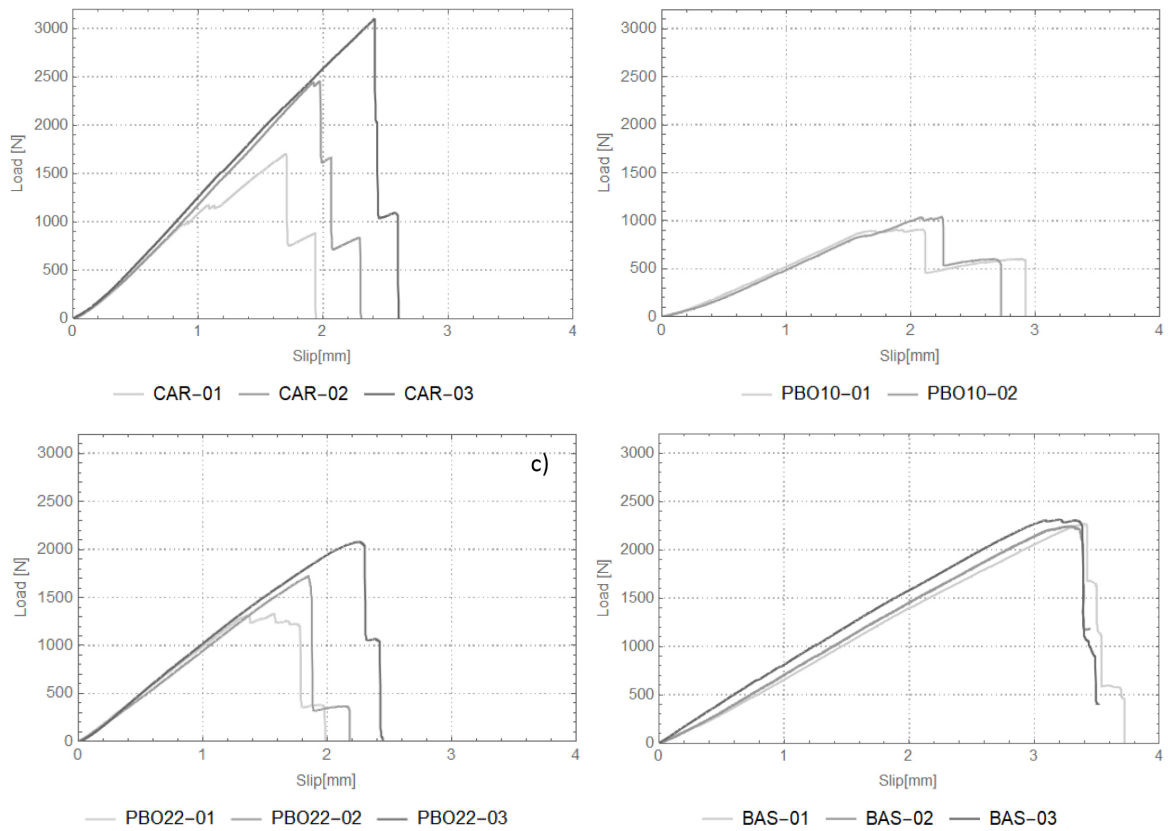 3000
2500
2000
1500
1000
500
0
Load [N]
0 1 2 3 4
Slip[mm]
CAR-01 CAR-02 CAR-03
3000
2500
2000
1500
1000
500
0
Load [N]
0 1 2 3 4
Slip[mm]
PBO10-01 PBO10-02
c)
3000
2500
2000
1500
1000
500
0
Load [N]
0 1 2 3 4
Slip[mm]
PBO22-01 PBO22-02 PBO22-03
3000
2500
2000
1500
1000
500
0
Load [N]
0 1 2 3 4
Slip[mm]
BAS-01 BAS-02 BAS-03